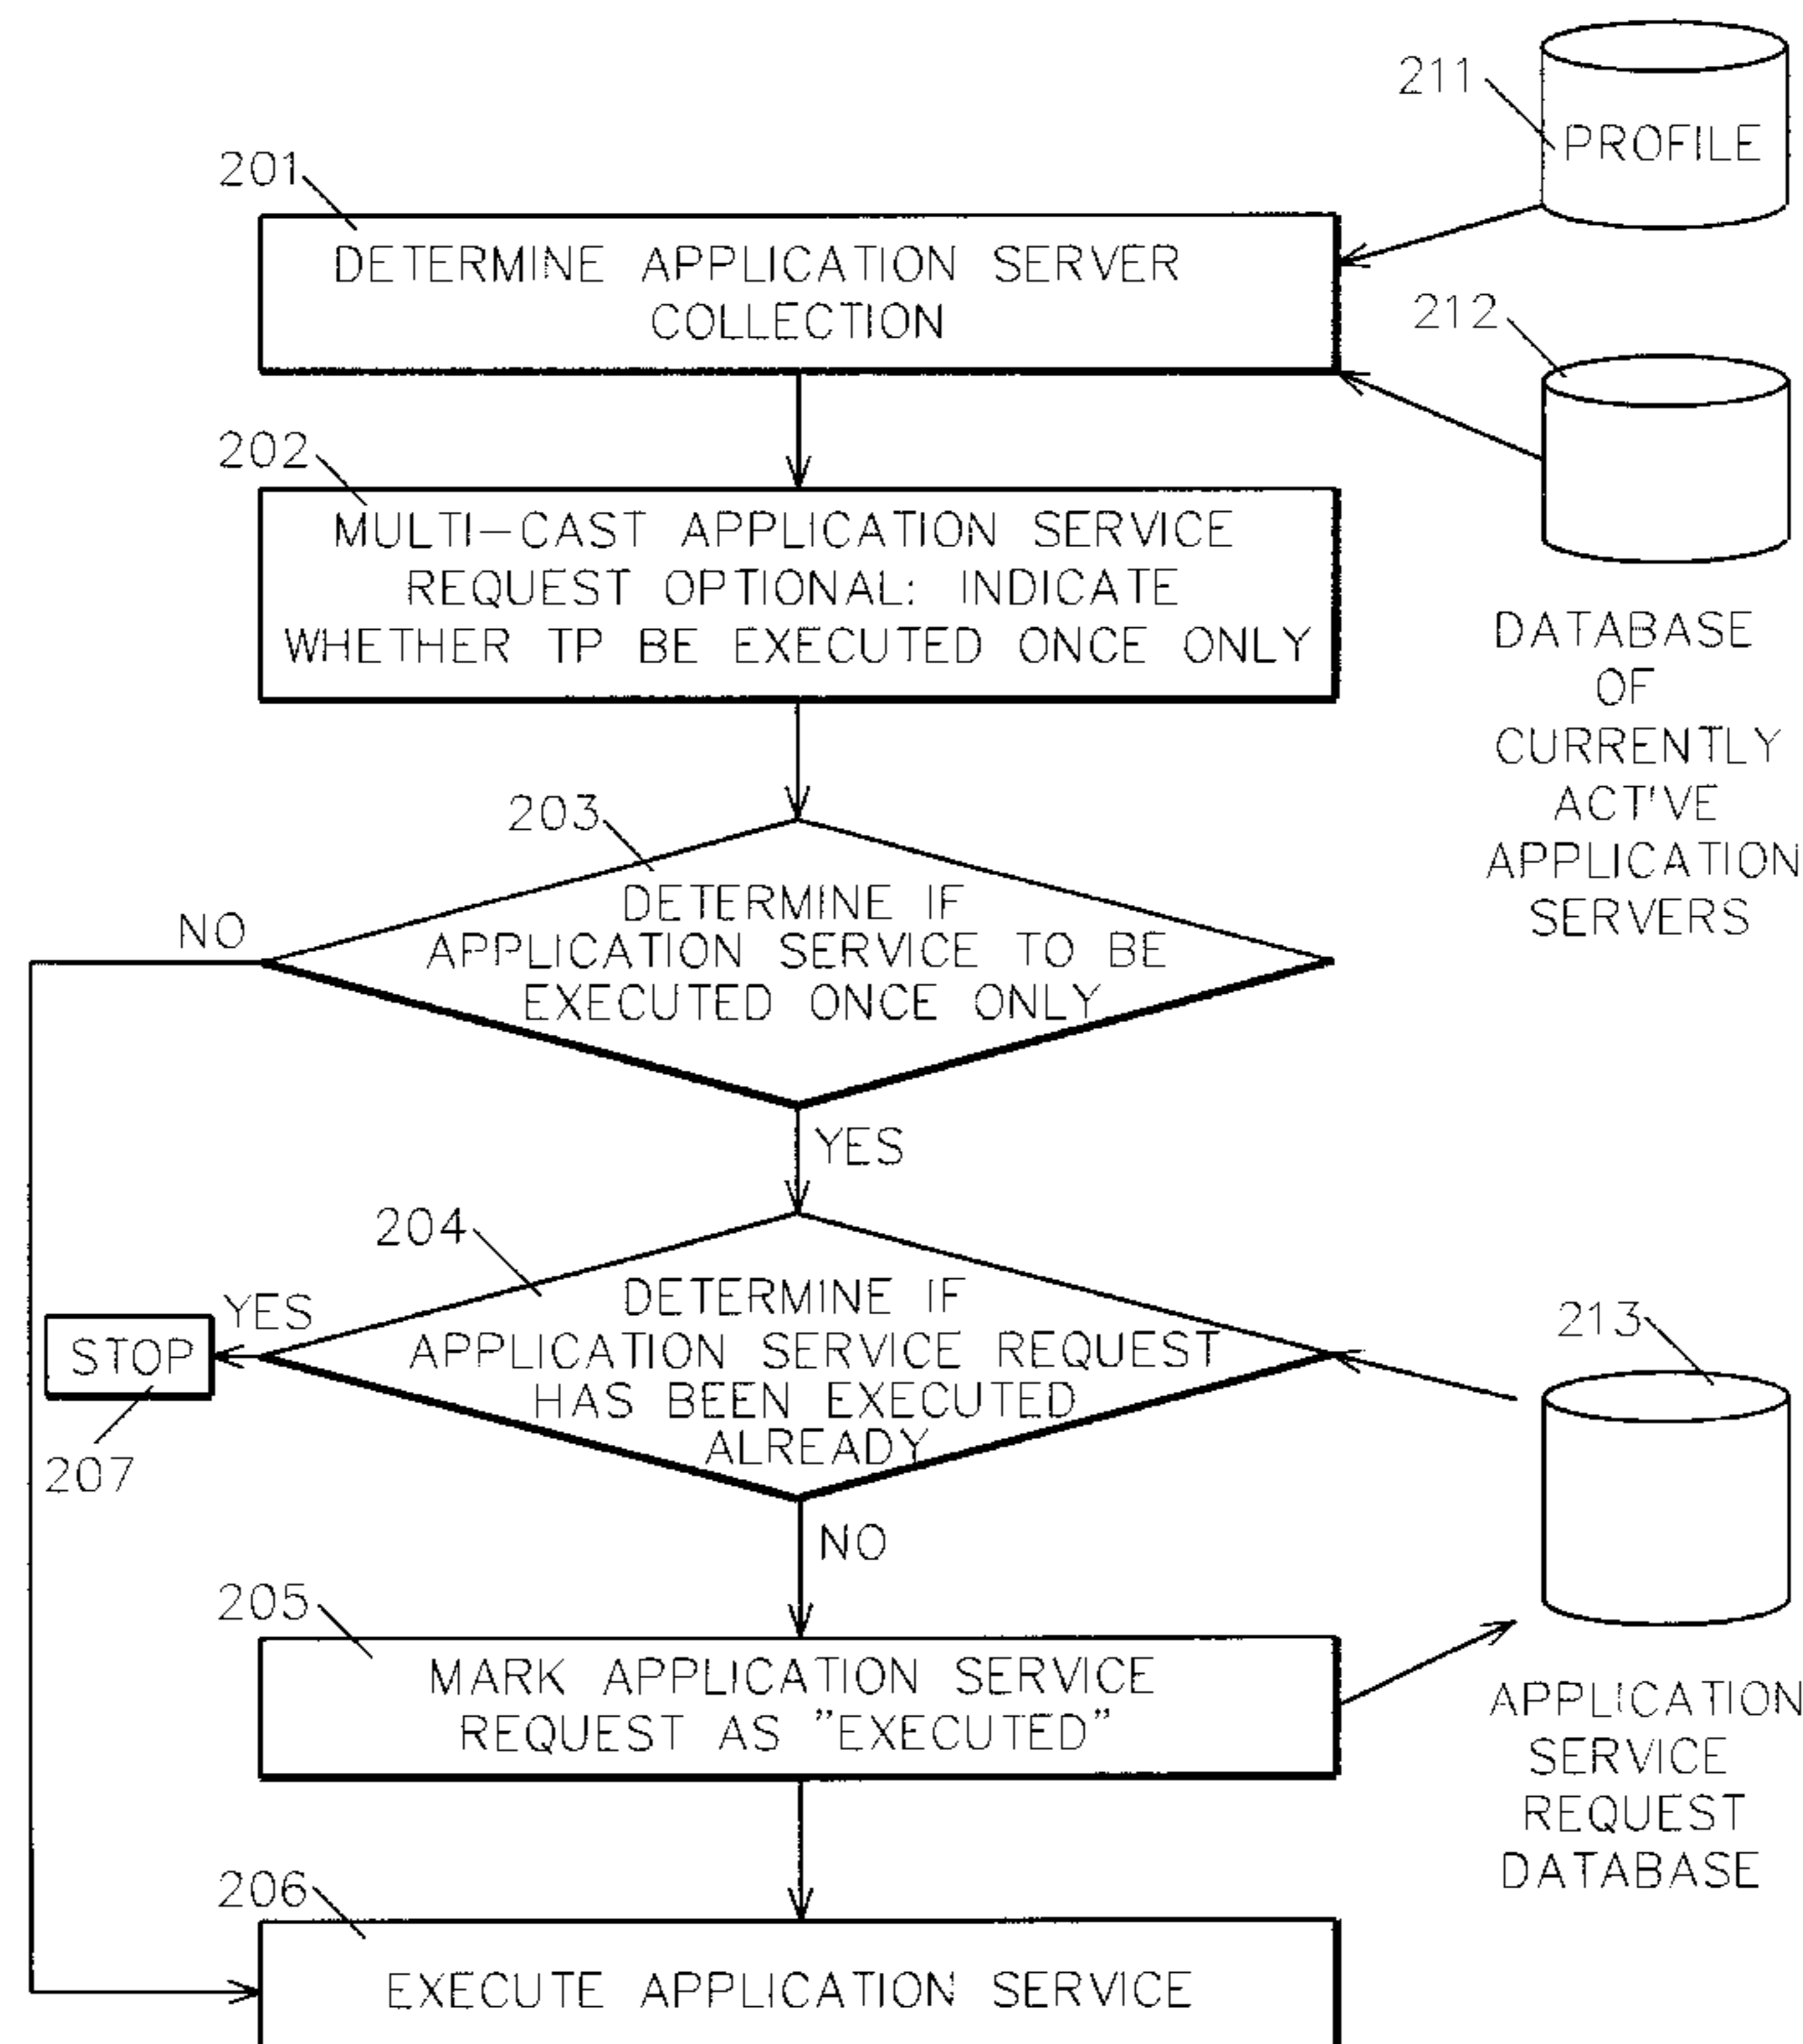 211
PROFILE
201
DETERMINE APPLICATION SERVER
COLLECTION
212
202
MULTI-CAST APPLICATION SERVICE
REQUEST OPTIONAL: INDICATE
WHETHER TP BE EXECUTED ONCE ONLY
DATABASE
OF
CURRENTLY
ACT'VE
APPLICATION
SERVERS
203
DETERMINE IF
APPLICATION SERVICE TO BE
EXECUTED ONCE ONLY
NO
YES
204
DETERMINE IF
APPLICATION SERVICE REQUEST
HAS BEEN EXECUTED
ALREADY
YES
STOP
207
213
NO
205
MARK APPLICATION SERVICE
REQUEST AS "EXECUTED"
APPLICATION
SERVICE
REQUEST
DATABASE
206
EXECUTE APPLICATION SERVICE